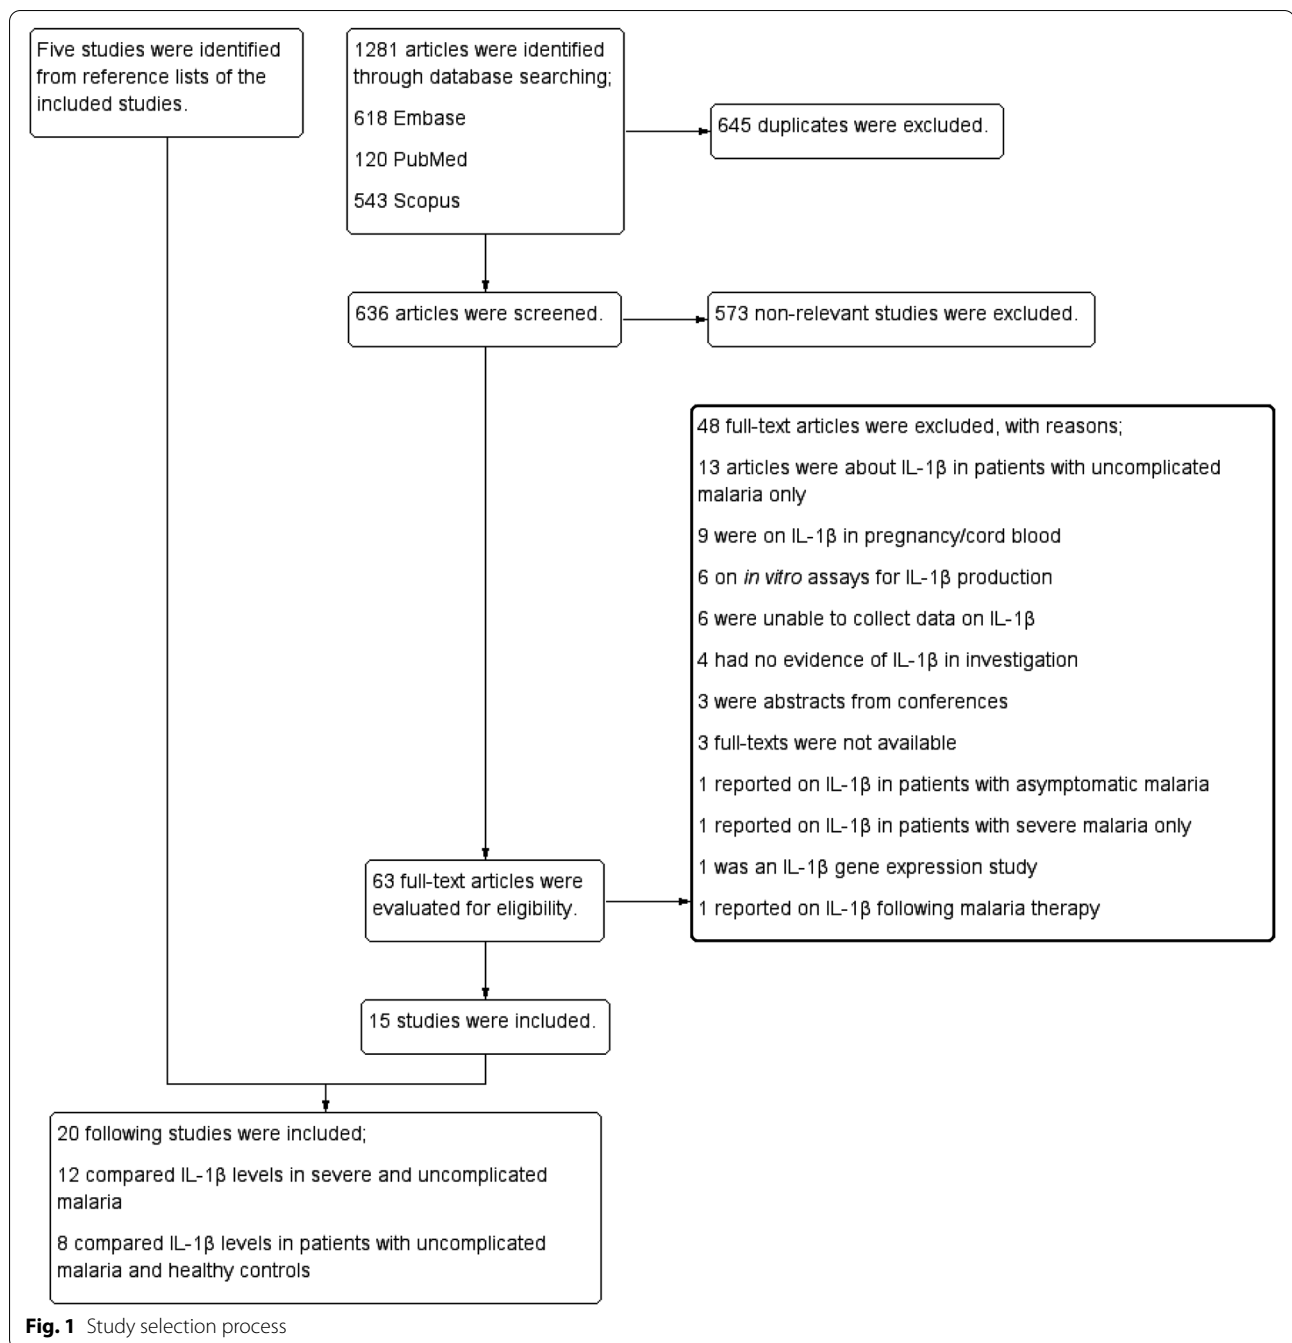 Five studies were identified
from reference lists of the
included studies.
1281 articles were identified
through database searching;
618 Embase
120 PubMed
543 Scopus
645 duplicates were excluded.
636 articles were screened.
573 non-relevant studies were excluded.
48 full-text articles were excluded, with reasons;
13 articles were about IL-1β in patients with uncomplicated
malaria only
9 were on IL-1β in pregnancy/cord blood
6 on in vitro assays for IL-1β production
6 were unable to collect data on IL-1β
4 had no evidence of IL-1β in investigation
3 were abstracts from conferences
3 full-texts were not available
1 reported on IL-1β in patients with asymptomatic malaria
1 reported on IL-1β in patients with severe malaria only
1 was an IL-1β gene expression study
1 reported on IL-1β following malaria therapy
63 full-text articles were
evaluated for eligibility.
15 studies were included.
20 following studies were included;
12 compared IL-1β levels in severe and uncomplicated
malaria
8 compared IL-1β levels in patients with uncomplicated
malaria and healthy controls
Fig. 1 Study selection process